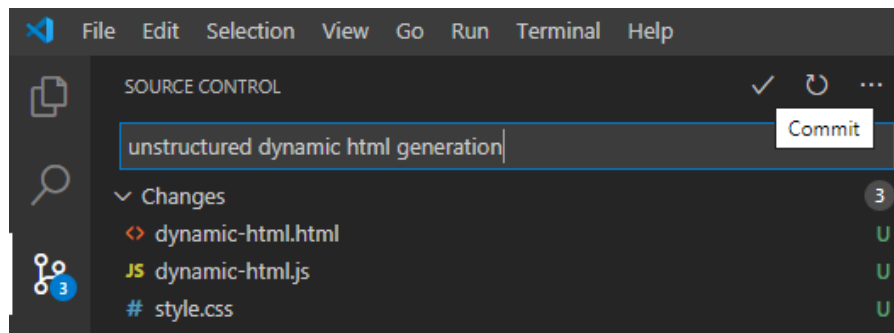 File Edit Selection View Go Run Terminal Help
SOURCE CONTROL
Commit
unstructured dynamic html generation
Changes 3
<> dynamic-html.html U
JS dynamic-html.js U
3
# style.css U